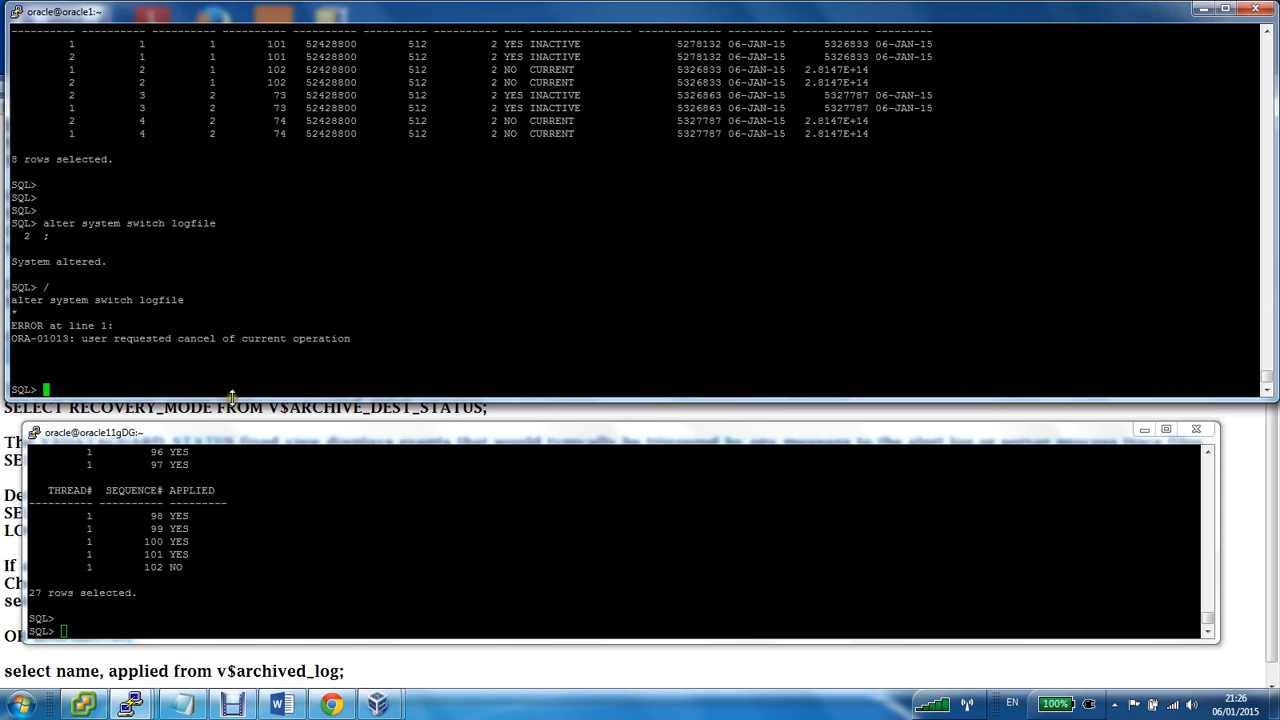 oracle@oracle1:~
---------- ---------- ---------- ---------- ---------- ---------- ---------- --- ---------------- ------------- --------- ------------ ---------
1 1 1 101 52428800 512 2 YES INACTIVE 5278132 06-JAN-15 5326833 06-JAN-15
2 1 1 101 52428800 512 2 YES INACTIVE 5278132 06-JAN-15 5326833 06-JAN-15
1 2 1 102 52428800 512 2 NO CURRENT 5326833 06-JAN-15 2.8147E+14
2 2 1 102 52428800 512 2 NO CURRENT 5326833 06-JAN-15 2.8147E+14
2 3 2 73 52428800 512 2 YES INACTIVE 5326863 06-JAN-15 5327787 06-JAN-15
1 3 2 73 52428800 512 2 YES INACTIVE 5326863 06-JAN-15 5327787 06-JAN-15
2 4 2 74 52428800 512 2 NO CURRENT 5327787 06-JAN-15 2.8147E+14
1 4 2 74 52428800 512 2 NO CURRENT 5327787 06-JAN-15 2.8147E+14
8 rows selected.
SQL>
SQL>
SQL>
SQL> alter system switch logfile
2 ;
System altered.
SQL> /
alter system switch logfile
*
ERROR at line 1:
ORA-01013: user requested cancel of current operation
SQL>
SELECT RECOVERY_MODE FROM V$ARCHIVE_DEST_STATUS;
oracle@oracle11gDG:~
1 96 YES
1 97 YES
THREAD# SEQUENCE# APPLIED
---------- ---------- ---------
1 98 YES
1 99 YES
1 100 YES
1 101 YES
1 102 NO
27 rows selected.
SQL>
SQL>
select name, applied from v$archived_log;
EN
100%
21:26
06/01/2015